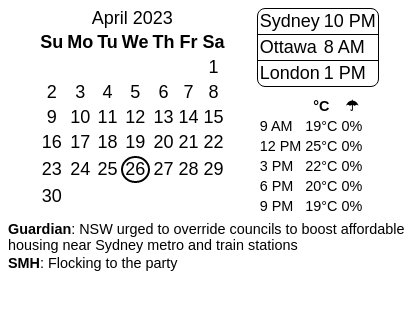 April 2023
Su Mo Tu We Th Fr Sa
1
2 3 4 5 6 7 8
9 10 11 12 13 14 15
16 17 18 19 20 21 22
23 24 25 26 27 28 29
30
Sydney 10 PM
Ottawa 8 AM
London 1 PM
°C ☂
9 AM 19°C 0%
12 PM 25°C 0%
3 PM 22°C 0%
6 PM 20°C 0%
9 PM 19°C 0%
Guardian: NSW urged to override councils to boost affordable
housing near Sydney metro and train stations
SMH: Flocking to the party